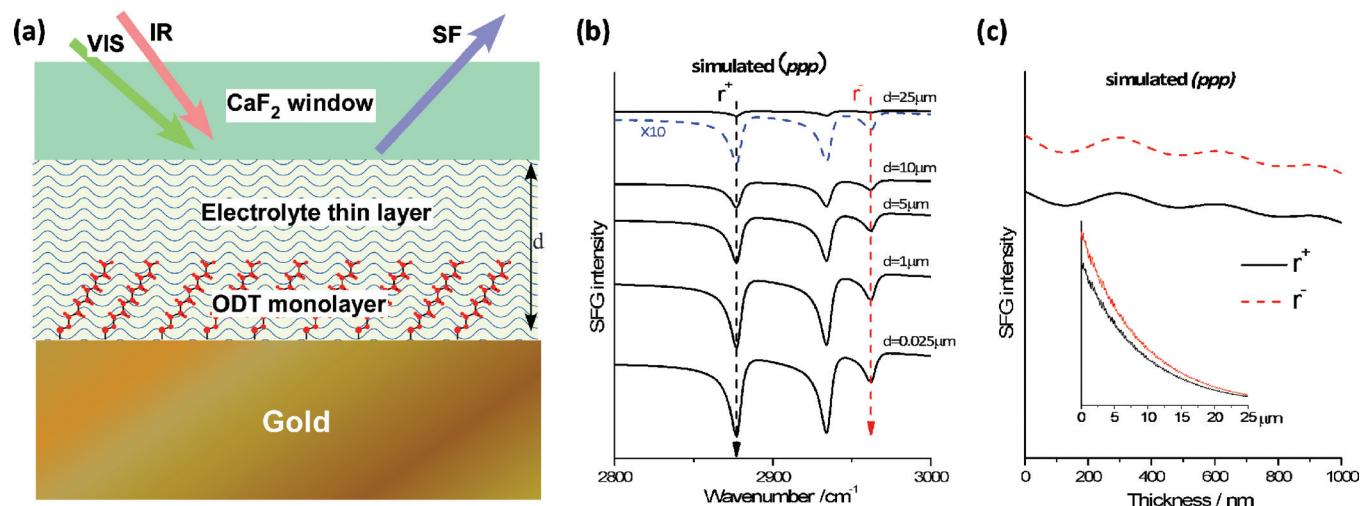 (a)
VIS
IR
SF
CaF₂ window
Electrolyte thin layer
d
ODT monolayer
Gold
(b)
simulated (ppp)
r⁺
r⁻
d=25μm
X10
d=10μm
d=5μm
d=1μm
d=0.025μm
SFG intensity
2800
2900
3000
Wavenumber /cm⁻¹
(c)
simulated (ppp)
SFG intensity
r⁺
r⁻
0 5 10 15 20 25 μm
0 200 400 600 800 1000
Thickness / nm